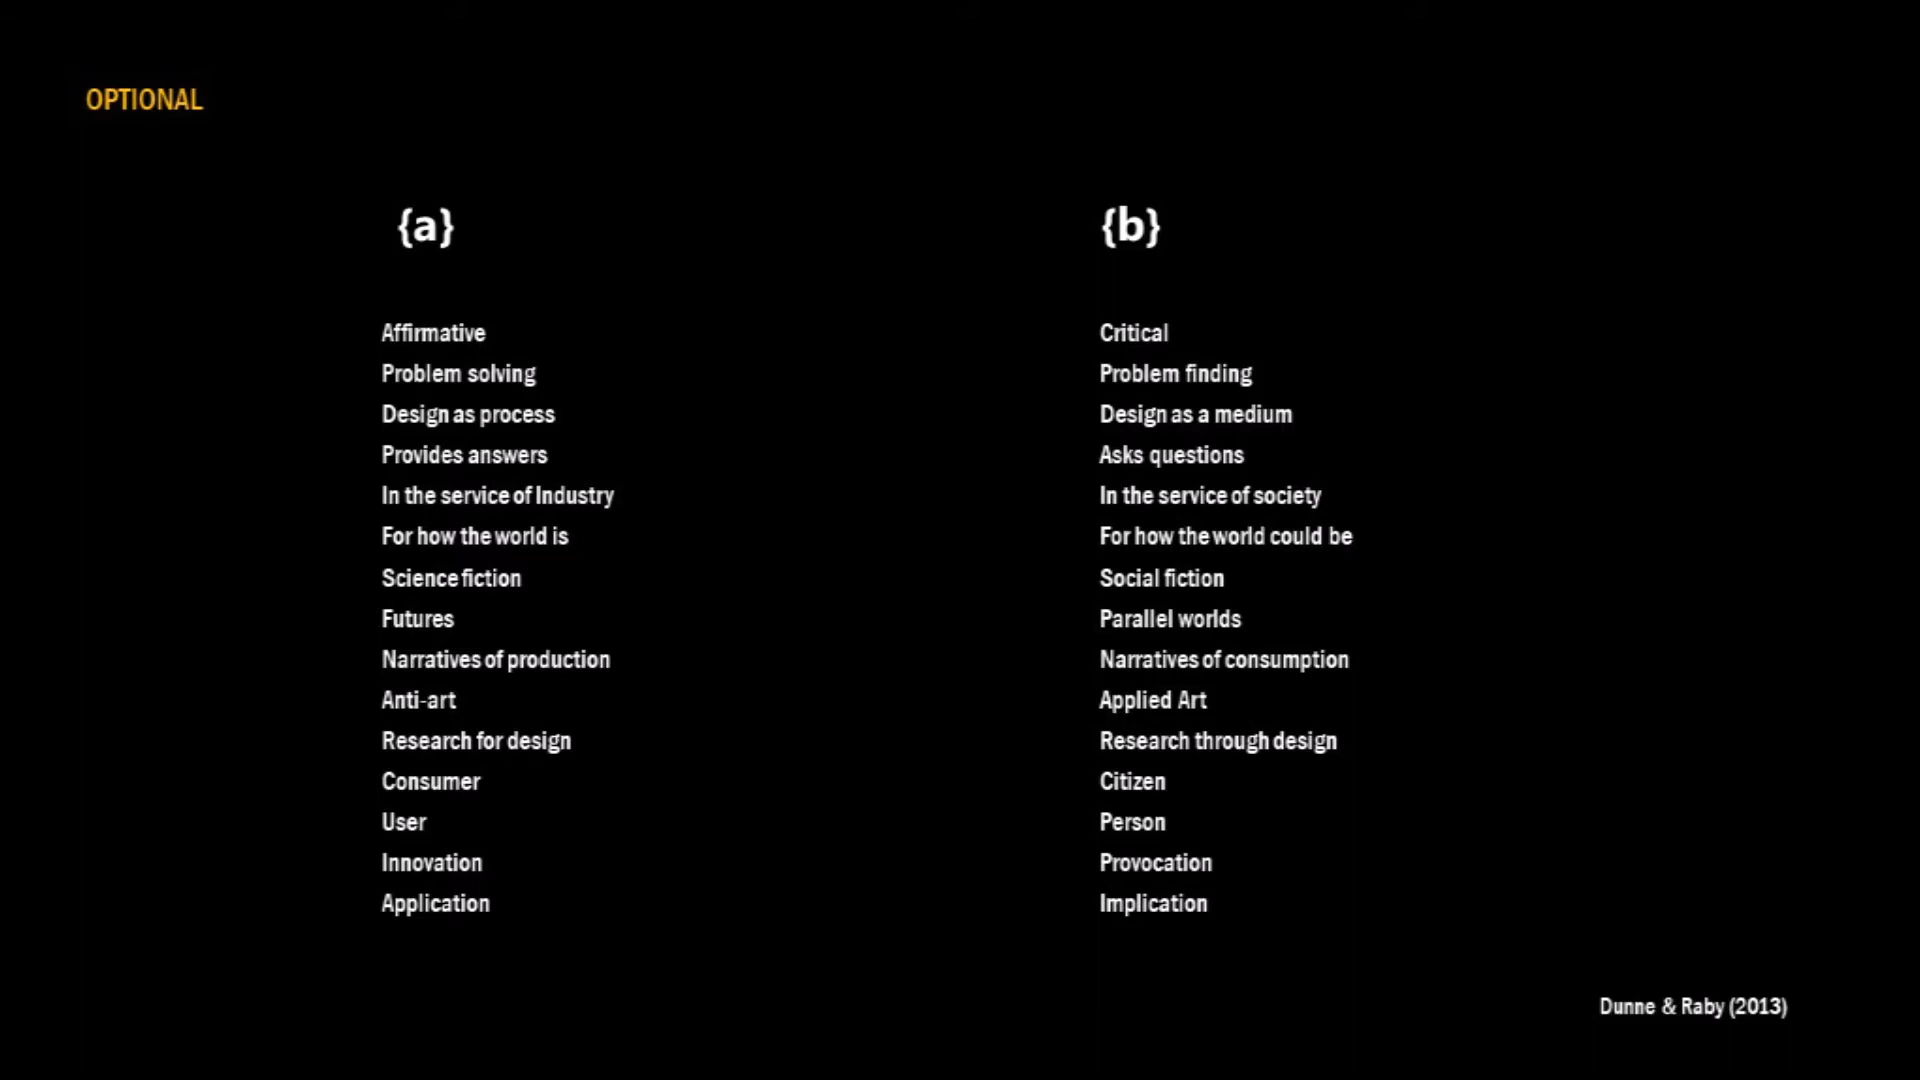 OPTIONAL
{a}
{b}
Affirmative
Critical
Problem solving
Problem finding
Design as process
Design as a medium
Provides answers
Asks questions
In the service of Industry
In the service of society
For how the world is
For how the world could be
Science fiction
Social fiction
Futures
Parallel worlds
Narratives of production
Narratives of consumption
Anti-art
Applied Art
Research for design
Research through design
Consumer
Citizen
User
Person
Innovation
Provocation
Application
Implication
Dunne & Raby (2013)